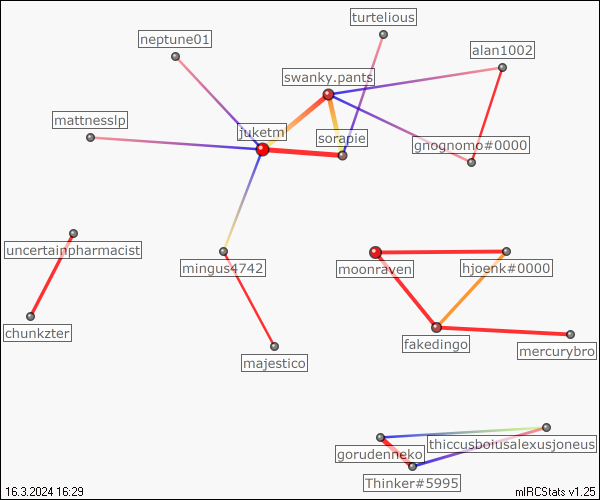 turtelious
neptune01
alan1002
swanky.pants
mattnesslp
juketm
sorapie
gnognomo#0000
uncertainpharmacist
mingus4742
moonraven
hjoenk#0000
chunkzter
majestico
fakedingo
mercurybro
thiccusboiusalexusjoneus
gorudenneko
Thinker#5995
16.3.2024 16:29
mIRCStats v1.25